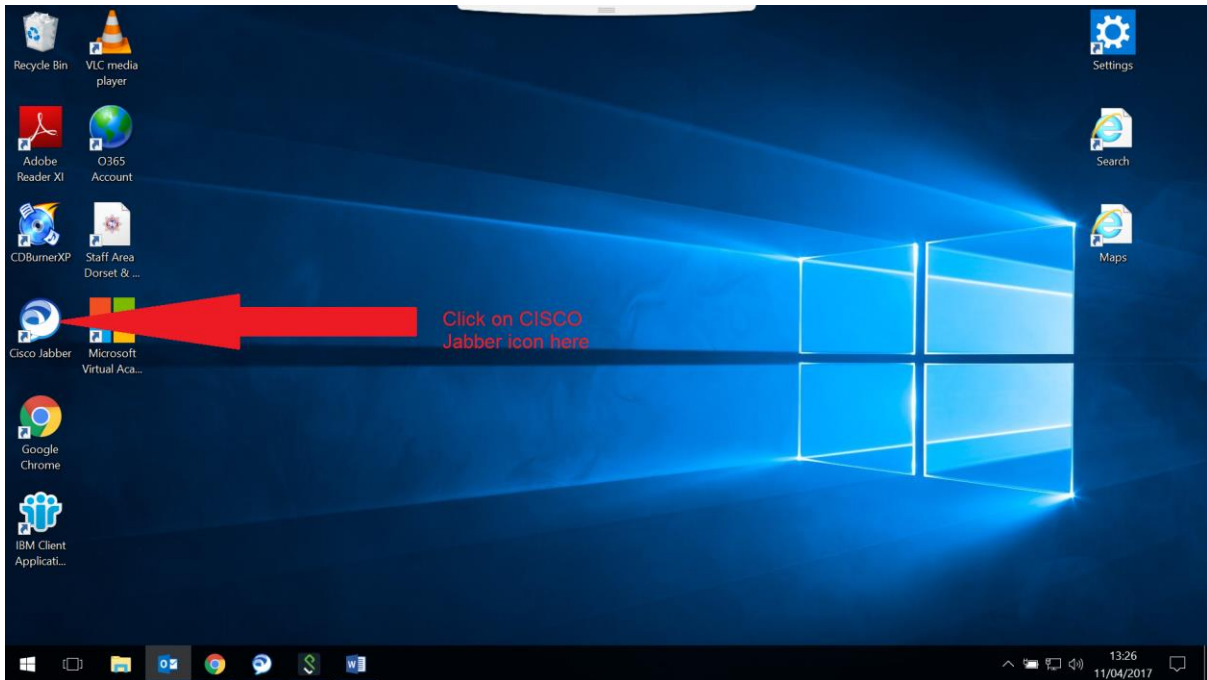 Recycle Bin
VLC media
player
Settings
Adobe
Reader XI
O365
Account
Search
CDBurnerXP
Staff Area
Dorset & ...
Maps
Click on CISCO
Jabber icon here
Cisco Jabber
Microsoft
Virtual Aca...
Google
Chrome
IBM Client
Applicati...
13:26
11/04/2017